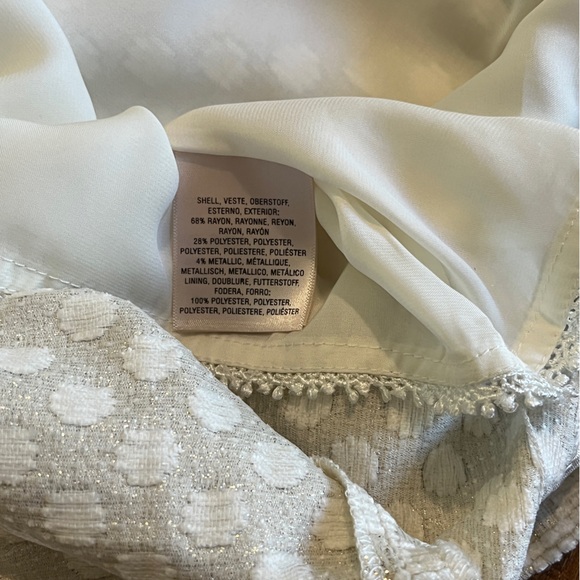 SHELL, VESTE, OBERSTOFF,
ESTERNO, EXTERIOR:
68% RAYON, RAYONNE, REYON,
RAYON, RAYÓN
28% POLYESTER, POLYESTER,
POLYESTER, POLIESTERE, POLIÉSTER
4% METALLIC, MÉTALLIQUE,
METALLISCH, METALLICO, METÁLICO
LINING, DOUBLURE, FUTTERSTOFF,
FODERA, FORRO:
100% POLYESTER, POLYESTER,
POLYESTER, POLIESTERE, POLIÉSTER